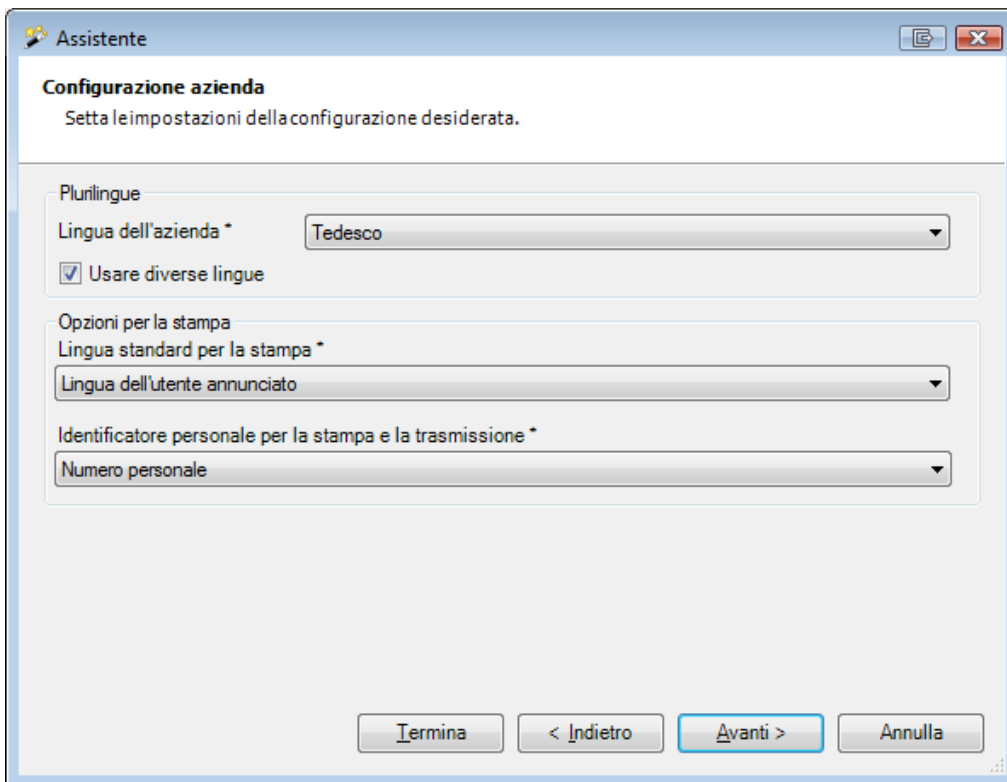 Assistente
Configurazione azienda
Setta le impostazioni della configurazione desiderata.
Plurilingue
Lingua dell'azienda * Tedesco
Usare diverse lingue
Opzioni per la stampa
Lingua standard per la stampa *
Lingua dell'utente annunciato
Identificatore personale per la stampa e la trasmissione *
Numero personale
Termina < Indietro Avanti > Annulla